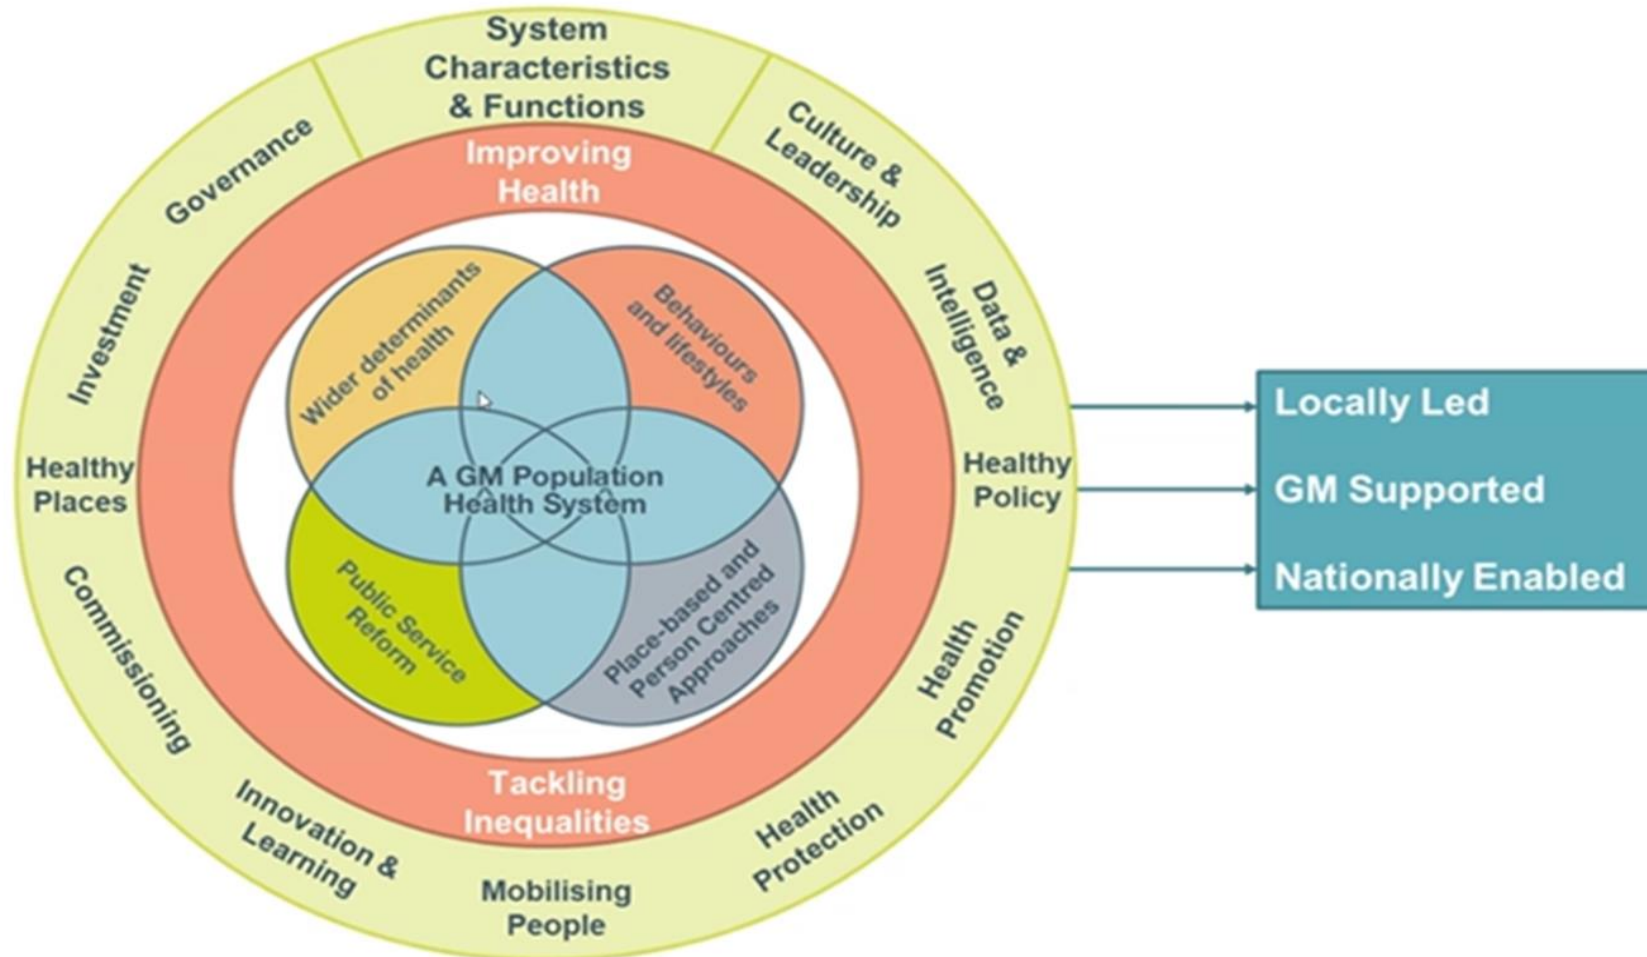 System
Characteristics
& Functions
Culture &
Leadership
Data &
Intelligence
Healthy
Policy
Health
Promotion
Health
Protection
Mobilising
People
Innovation &
Learning
Commissioning
Healthy
Places
Investment
Governance
Improving
Health
Tackling
Inequalities
Wider determinants
of health
Behaviours
and lifestyles
A GM Population
Health System
Public Service
Reform
Place-based and
Person Centred
Approaches
Locally Led
GM Supported
Nationally Enabled